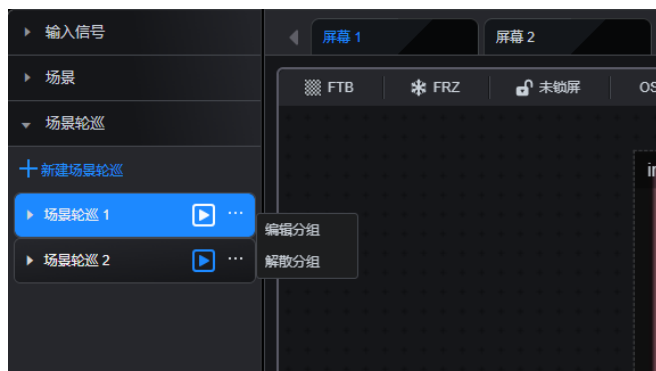 输入信号
屏幕 1
屏幕 2
场景
FTB
FRZ
未锁屏
OS
场景轮巡
新建场景轮巡
场景轮巡 1
编辑分组
场景轮巡 2
解散分组